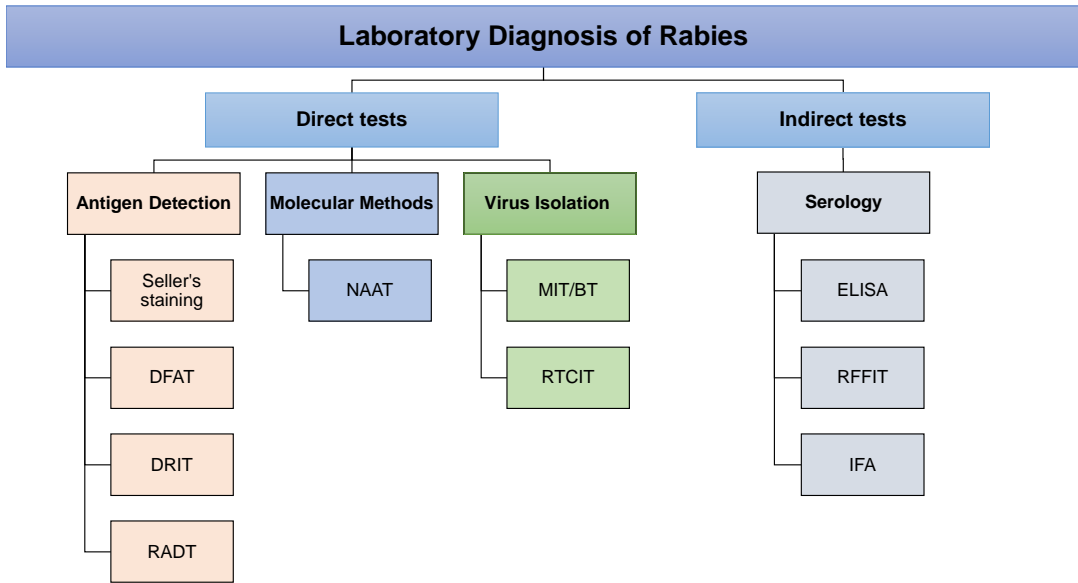 Laboratory Diagnosis of Rabies
Direct tests
Indirect tests
Antigen Detection
Molecular Methods
Virus Isolation
Serology
Seller's
staining
NAAT
MIT/BT
ELISA
DFAT
RTCIT
RFFIT
DRIT
IFA
RADT